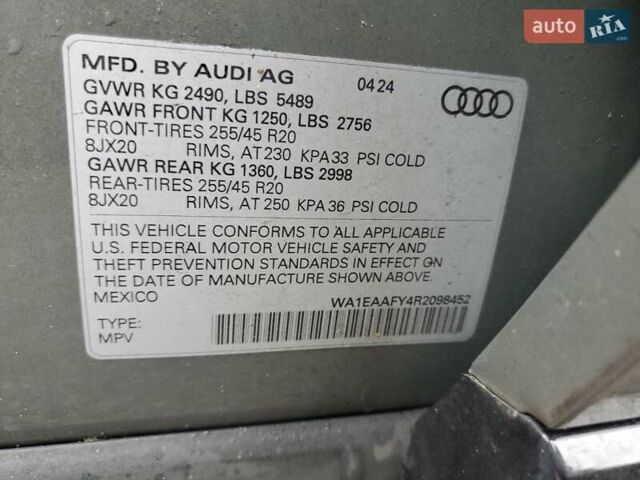 auto RIA .com
MFD. BY AUDI AG 04 24
GVWR KG 2490, LBS 5489
GAWR FRONT KG 1250, LBS 2756
FRONT-TIRES 255/45 R20
8JX20 RIMS, AT 230 KPA 33 PSI COLD
GAWR REAR KG 1360, LBS 2998
REAR-TIRES 255/45 R20
8JX20 RIMS, AT 250 KPA 36 PSI COLD
THIS VEHICLE CONFORMS TO ALL APPLICABLE
U.S. FEDERAL MOTOR VEHICLE SAFETY AND
THEFT PREVENTION STANDARDS IN EFFECT ON
THE DATE OF MANUFACTURE SHOWN ABOVE.
MEXICO WA1EAAFY4R2098452
TYPE:
MPV